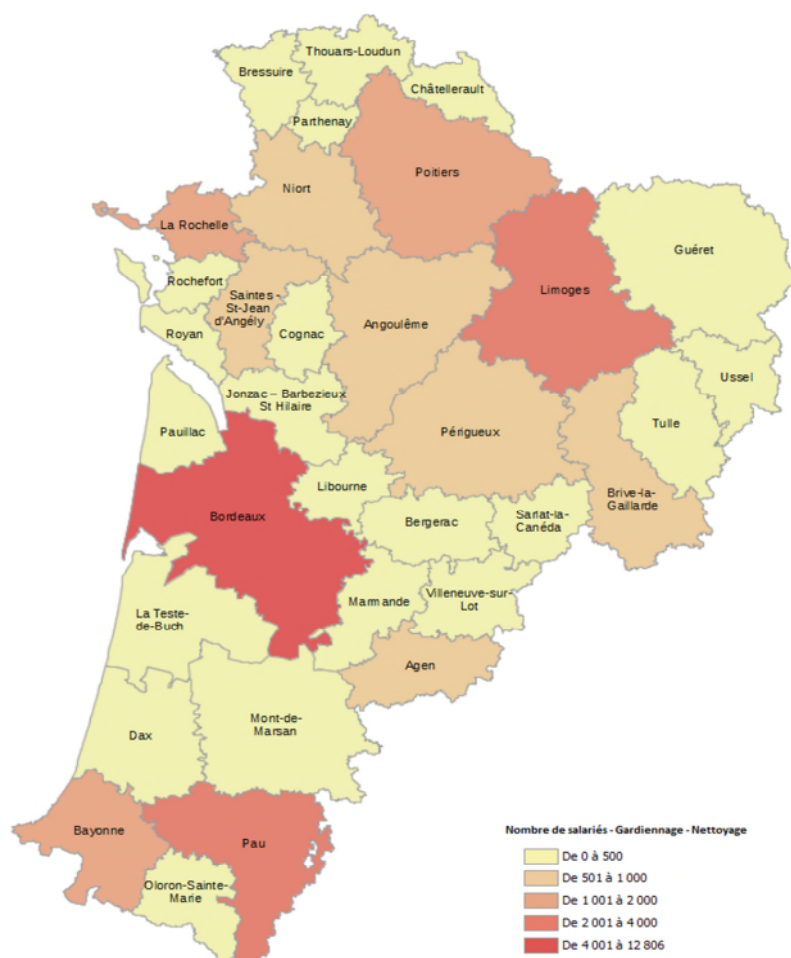 Thouars-Loudun
Bressuire
Châtellerault
Parthenay
Poitiers
Niort
La Rochelle
Guéret
Rochefort
Limoges
Saintes -
St-Jean
d'Angély
Angoulême
Royan
Cognac
Ussel
Jonzac – Barbezieux
St Hilaire
Tulle
Pauillac
Périgueux
Libourne
Brive-la-
Gaillarde
Bordeaux
Bergerac
Sarlat-la-
Canéda
Marmande
Villeneuve-sur-
Lot
La Teste-
de-Buch
Agen
Mont-de-
Marsan
Dax
Bayonne
Pau
Oloron-Sainte-
Marie
Nombre de salariés - Gardiennage - Nettoyage
De 0 à 500
De 501 à 1 000
De 1 001 à 2 000
De 2 001 à 4 000
De 4 001 à 12 806